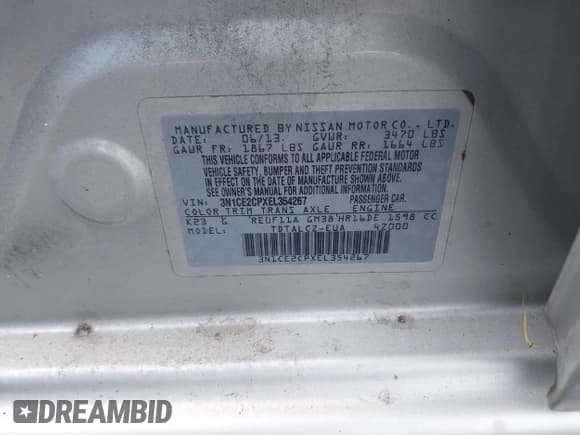 MANUFACTURED BY NISSAN MOTOR CO., LTD.
DATE: 06/13. GVWR: 3470 LBS
GAWR FR: 1867 LBS GAWR RR: 1664 LBS
THIS VEHICLE CONFORMS TO ALL APPLICABLE FEDERAL MOTOR
VEHICLE SAFETY, BUMPER AND THEFT PREVENTION STANDARDS
IN EFFECT ON THE DATE OF MANUFACTURE SHOWN ABOVE.
SEE OWNER'S MANUAL FOR ADDITIONAL INFORMATION.
VIN: 3N1CE2CPXEL354267 PASSENGER CAR
COLOR TRIM TRANS AXLE ENGINE
K23 G 'RE0F11A GM38'HR16DE 1598 CC
MODEL: TDTALCZ-EUA 4Z000
3N1CE2CPXEL354267
DREAMBID